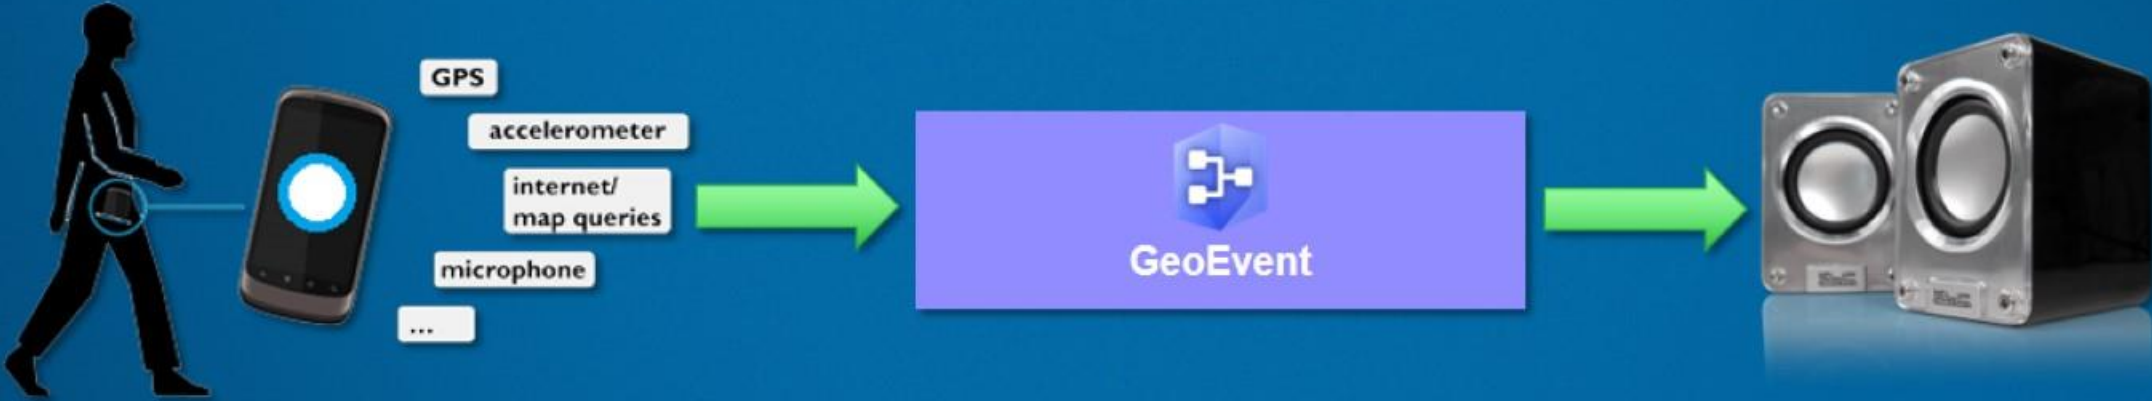 GPS
accelerometer
internet/
map queries
microphone
...
GeoEvent